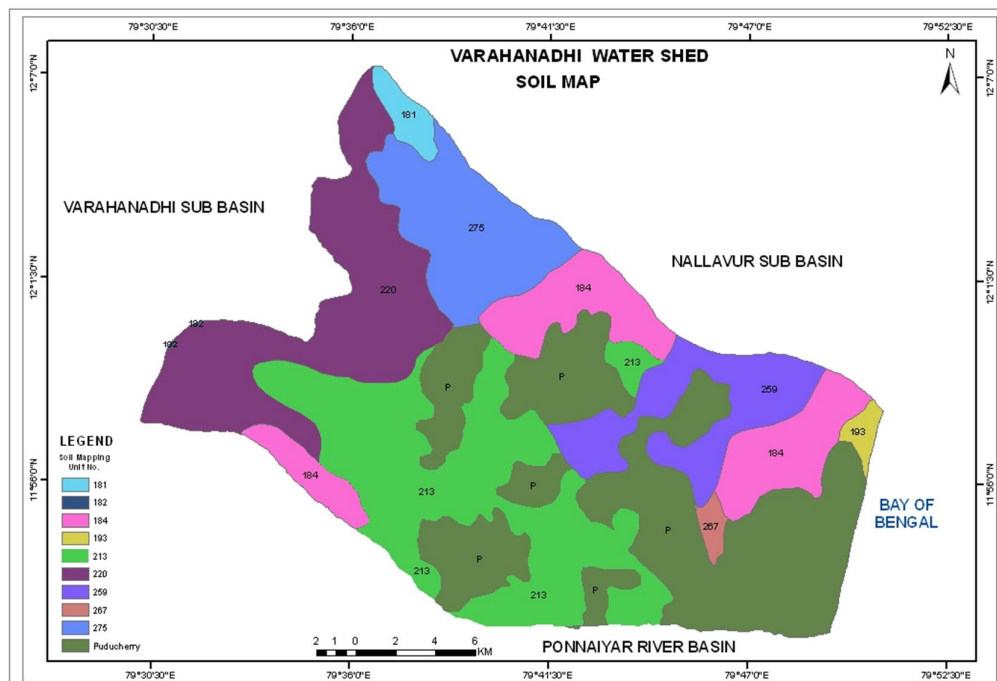 79°30'30"E 79°36'0"E 79°41'30"E 79°47'0"E 79°52'30"E
VARAHANADHI WATER SHED
SOIL MAP
N
12°7'0"N
12°7'0"N
181
VARAHANADHI SUB BASIN
275
NALLAVUR SUB BASIN
12°1'30"N
12°1'30"N
220
184
182
182
213
P
P
259
193
184
184
LEGEND
Soil Mapping
Unit No.
181
182
184
193
213
220
259
267
275
Puducherry
11°56'0"N
11°56'0"N
213
P
BAY OF
BENGAL
267
P
P
213
P
213
2 1 0 2 4 6
KM
PONNAIYAR RIVER BASIN
79°30'30"E 79°36'0"E 79°41'30"E 79°47'0"E 79°52'30"E